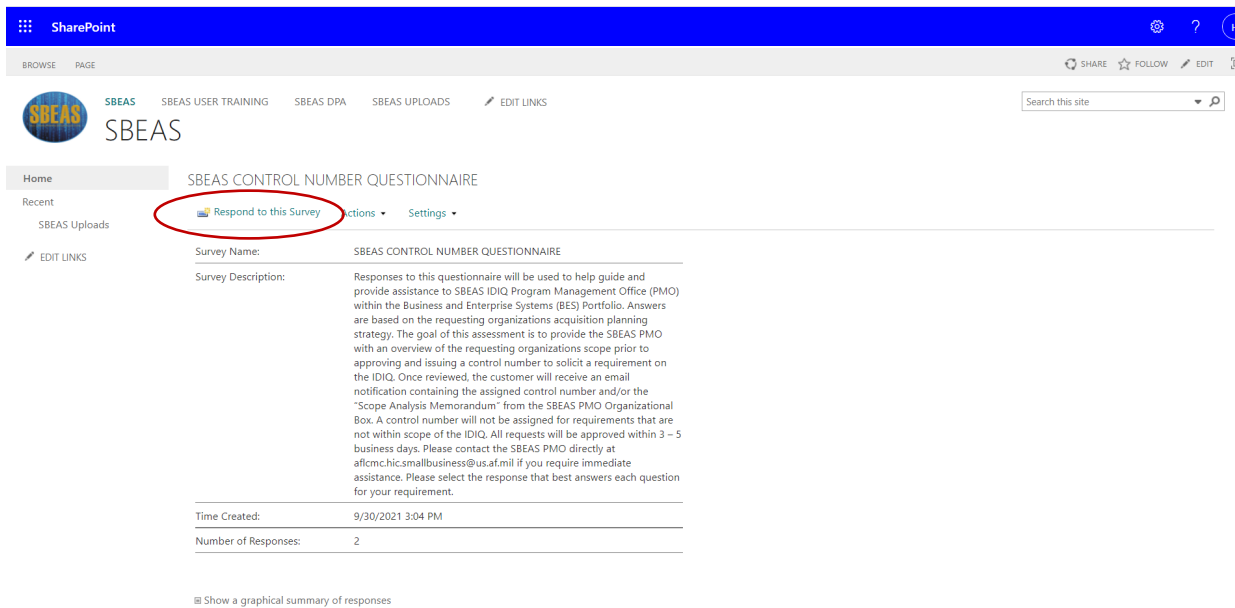 SharePoint
?
H
BROWSE PAGE
SHARE FOLLOW EDIT
SBEAS
SBEAS SBEAS USER TRAINING SBEAS DPA SBEAS UPLOADS EDIT LINKS
Search this site
SBEAS
Home
Recent
SBEAS Uploads
EDIT LINKS
SBEAS CONTROL NUMBER QUESTIONNAIRE
Respond to this Survey Actions Settings
Survey Name: SBEAS CONTROL NUMBER QUESTIONNAIRE
Survey Description: Responses to this questionnaire will be used to help guide and
provide assistance to SBEAS IDIQ Program Management Office (PMO)
within the Business and Enterprise Systems (BES) Portfolio. Answers
are based on the requesting organizations acquisition planning
strategy. The goal of this assessment is to provide the SBEAS PMO
with an overview of the requesting organizations scope prior to
approving and issuing a control number to solicit a requirement on
the IDIQ. Once reviewed, the customer will receive an email
notification containing the assigned control number and/or the
"Scope Analysis Memorandum" from the SBEAS PMO Organizational
Box. A control number will not be assigned for requirements that are
not within scope of the IDIQ. All requests will be approved within 3 – 5
business days. Please contact the SBEAS PMO directly at
aflcmc.hic.smallbusiness@us.af.mil if you require immediate
assistance. Please select the response that best answers each question
for your requirement.
Time Created: 9/30/2021 3:04 PM
Number of Responses: 2
Show a graphical summary of responses